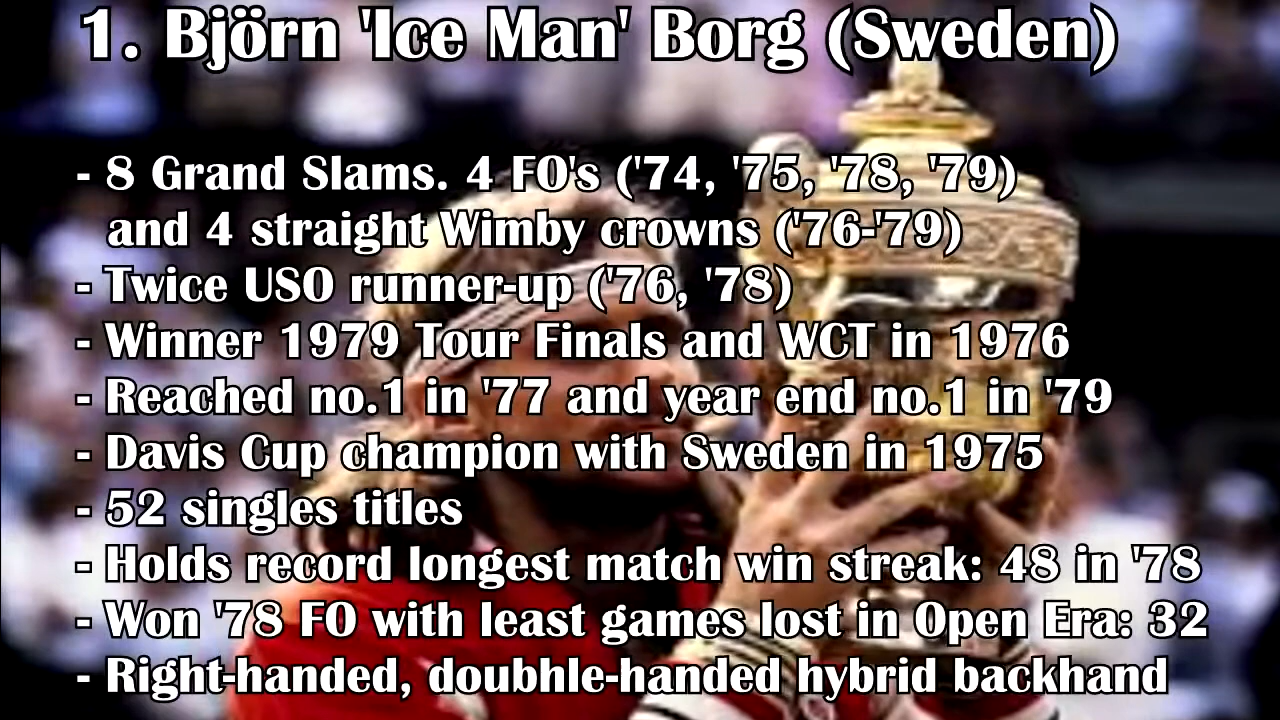 1. Björn 'Ice Man' Borg (Sweden)
- 8 Grand Slams. 4 FO's ('74, '75, '78, '79)
and 4 straight Wimby crowns ('76-'79)
- Twice USO runner-up ('76, '78)
- Winner 1979 Tour Finals and WCT in 1976
- Reached no.1 in '77 and year end no.1 in '79
- Davis Cup champion with Sweden in 1975
- 52 singles titles
- Holds record longest match win streak: 48 in '78
- Won '78 FO with least games lost in Open Era: 32
- Right-handed, doubhle-handed hybrid backhand